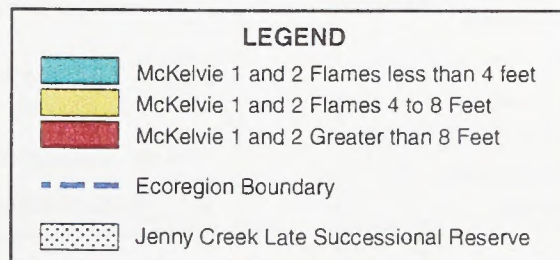 LEGEND
McKelvie 1 and 2 Flames less than 4 feet
McKelvie 1 and 2 Flames 4 to 8 Feet
McKelvie 1 and 2 Greater than 8 Feet
Ecoregion Boundary
Jenny Creek Late Successional Reserve